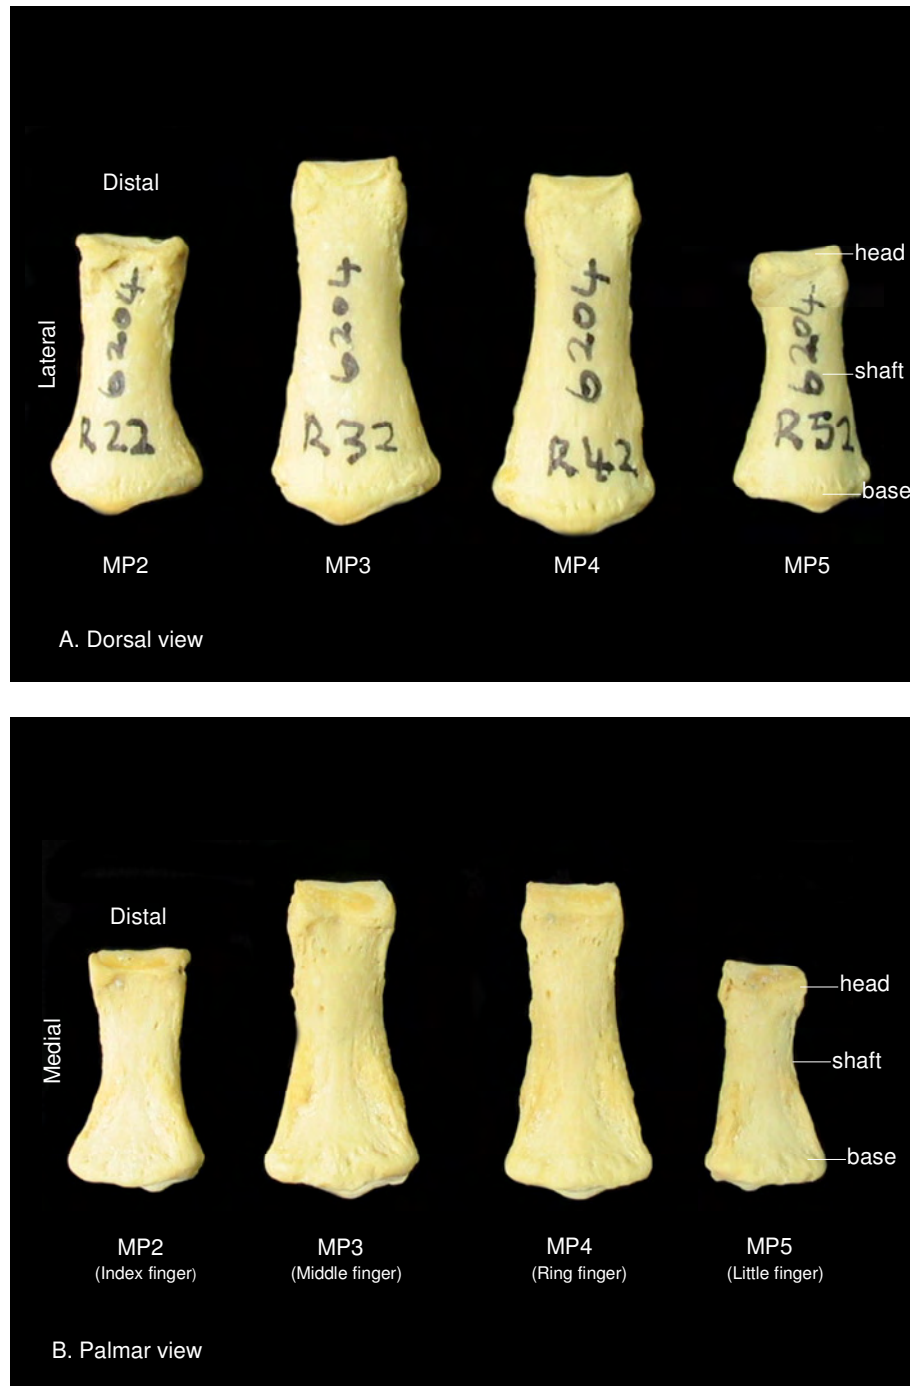 Distal
Lateral
6204
R22
6204
R32
6204
R42
6204
R52
head
shaft
base
MP2
MP3
MP4
MP5
A. Dorsal view
Distal
Medial
head
shaft
base
MP2
(Index finger)
MP3
(Middle finger)
MP4
(Ring finger)
MP5
(Little finger)
B. Palmar view